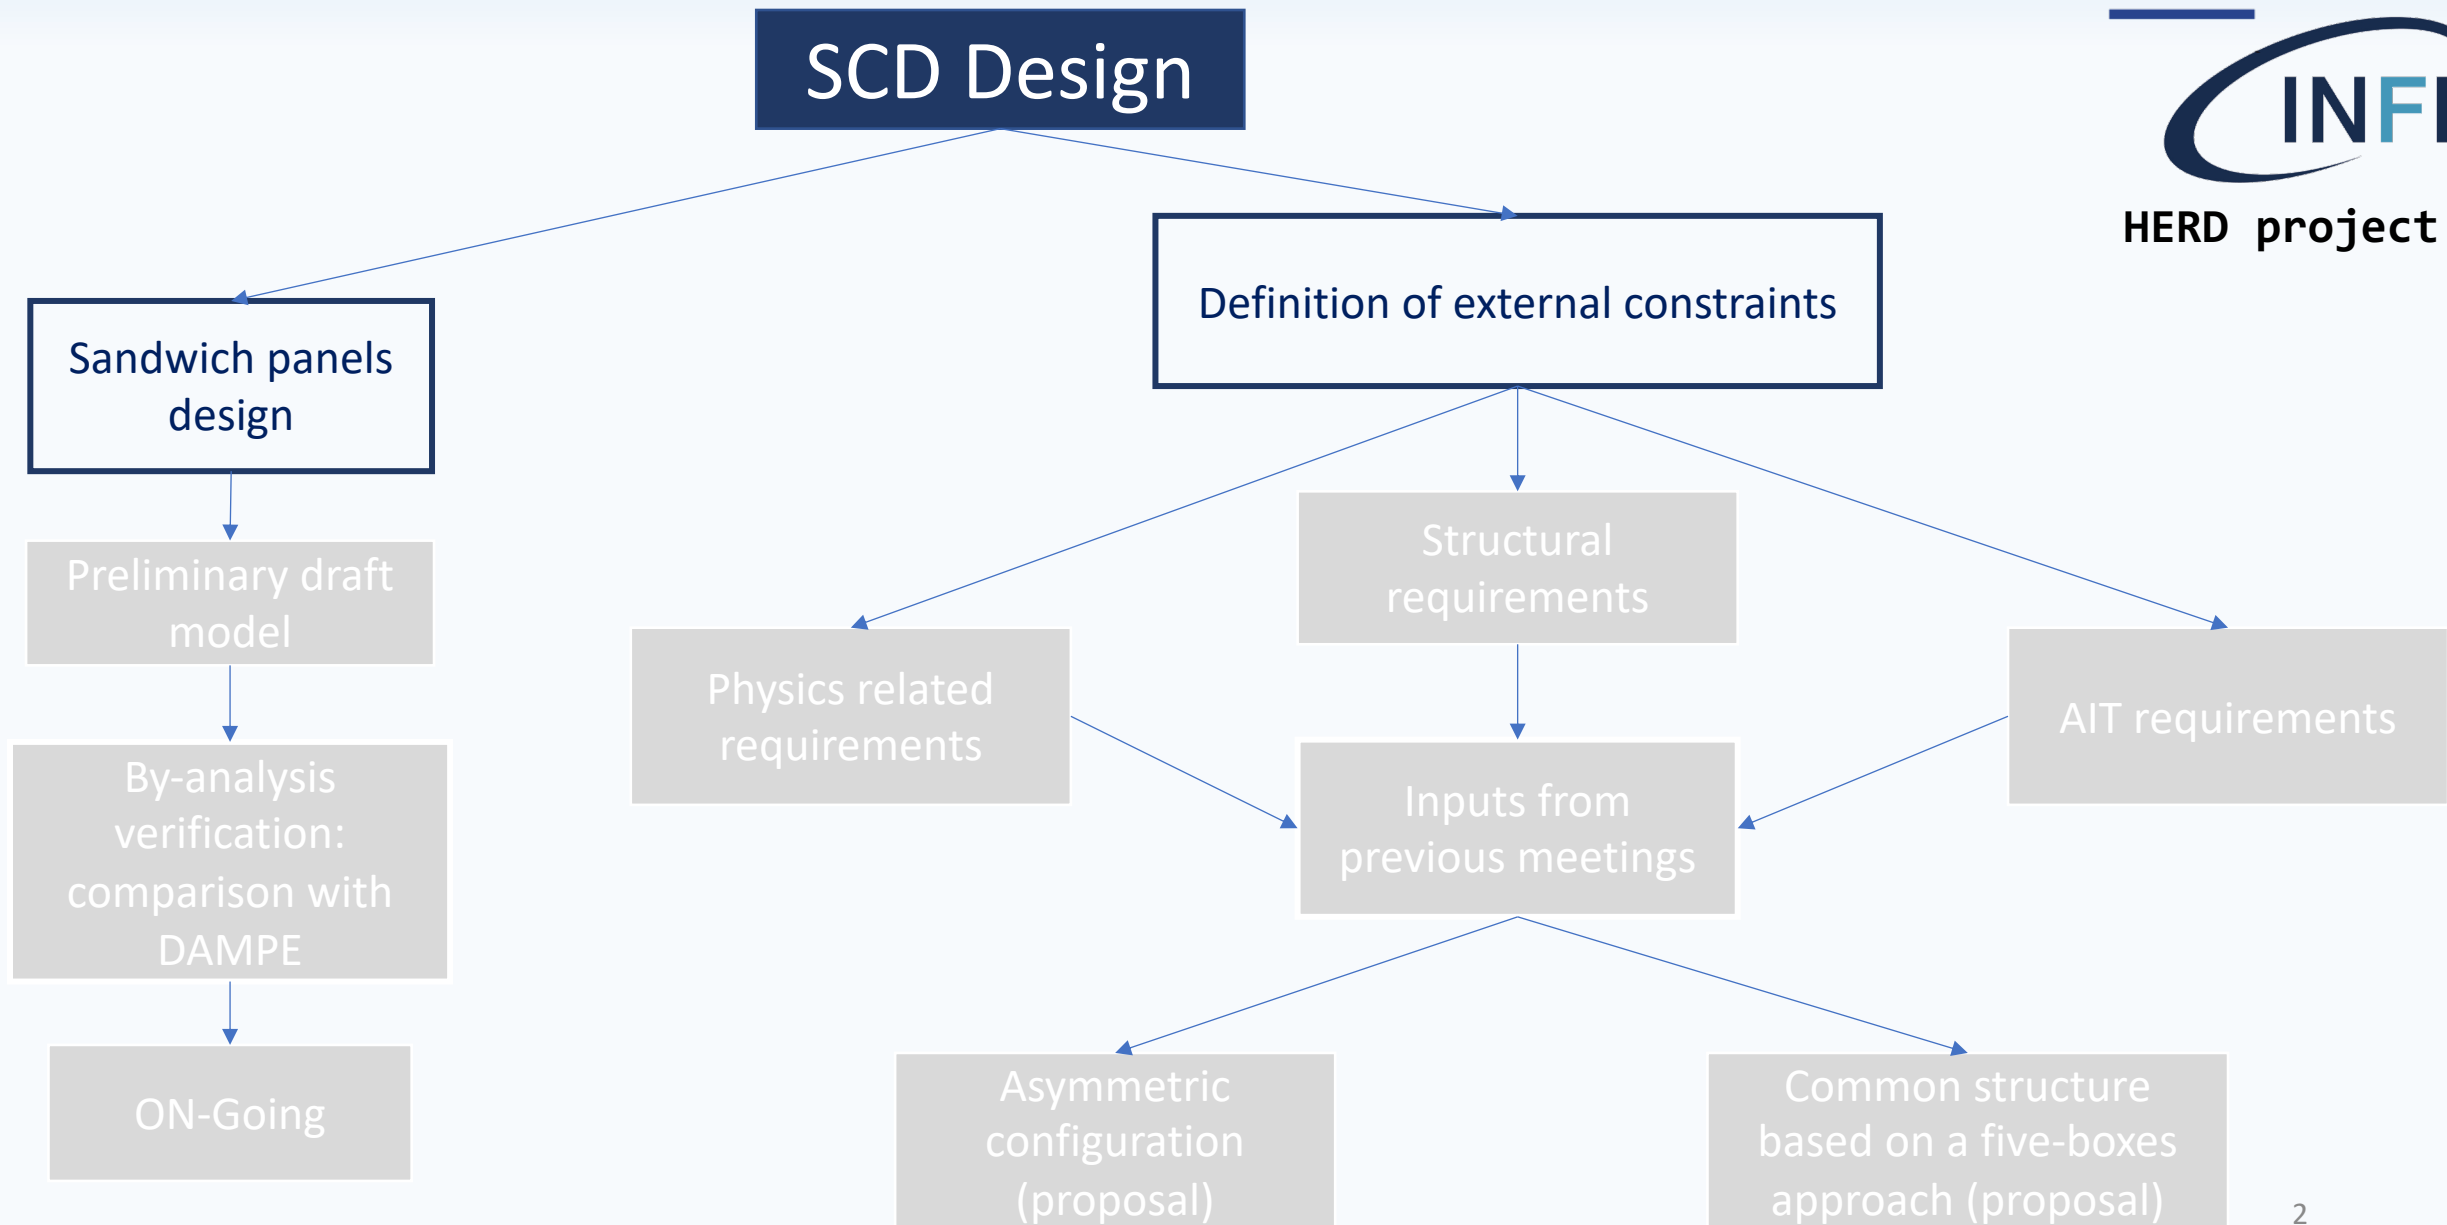 SCD Design
INF
HERD project
Definition of external constraints
Sandwich panels
design
Structural
requirements
Preliminary draft
model
Physics related
requirements
AIT requirements
By-analysis
verification:
comparison with
DAMPE
Inputs from
previous meetings
ON-Going
Asymmetric
configuration
(proposal)
Common structure
based on a five-boxes
approach (proposal)
2